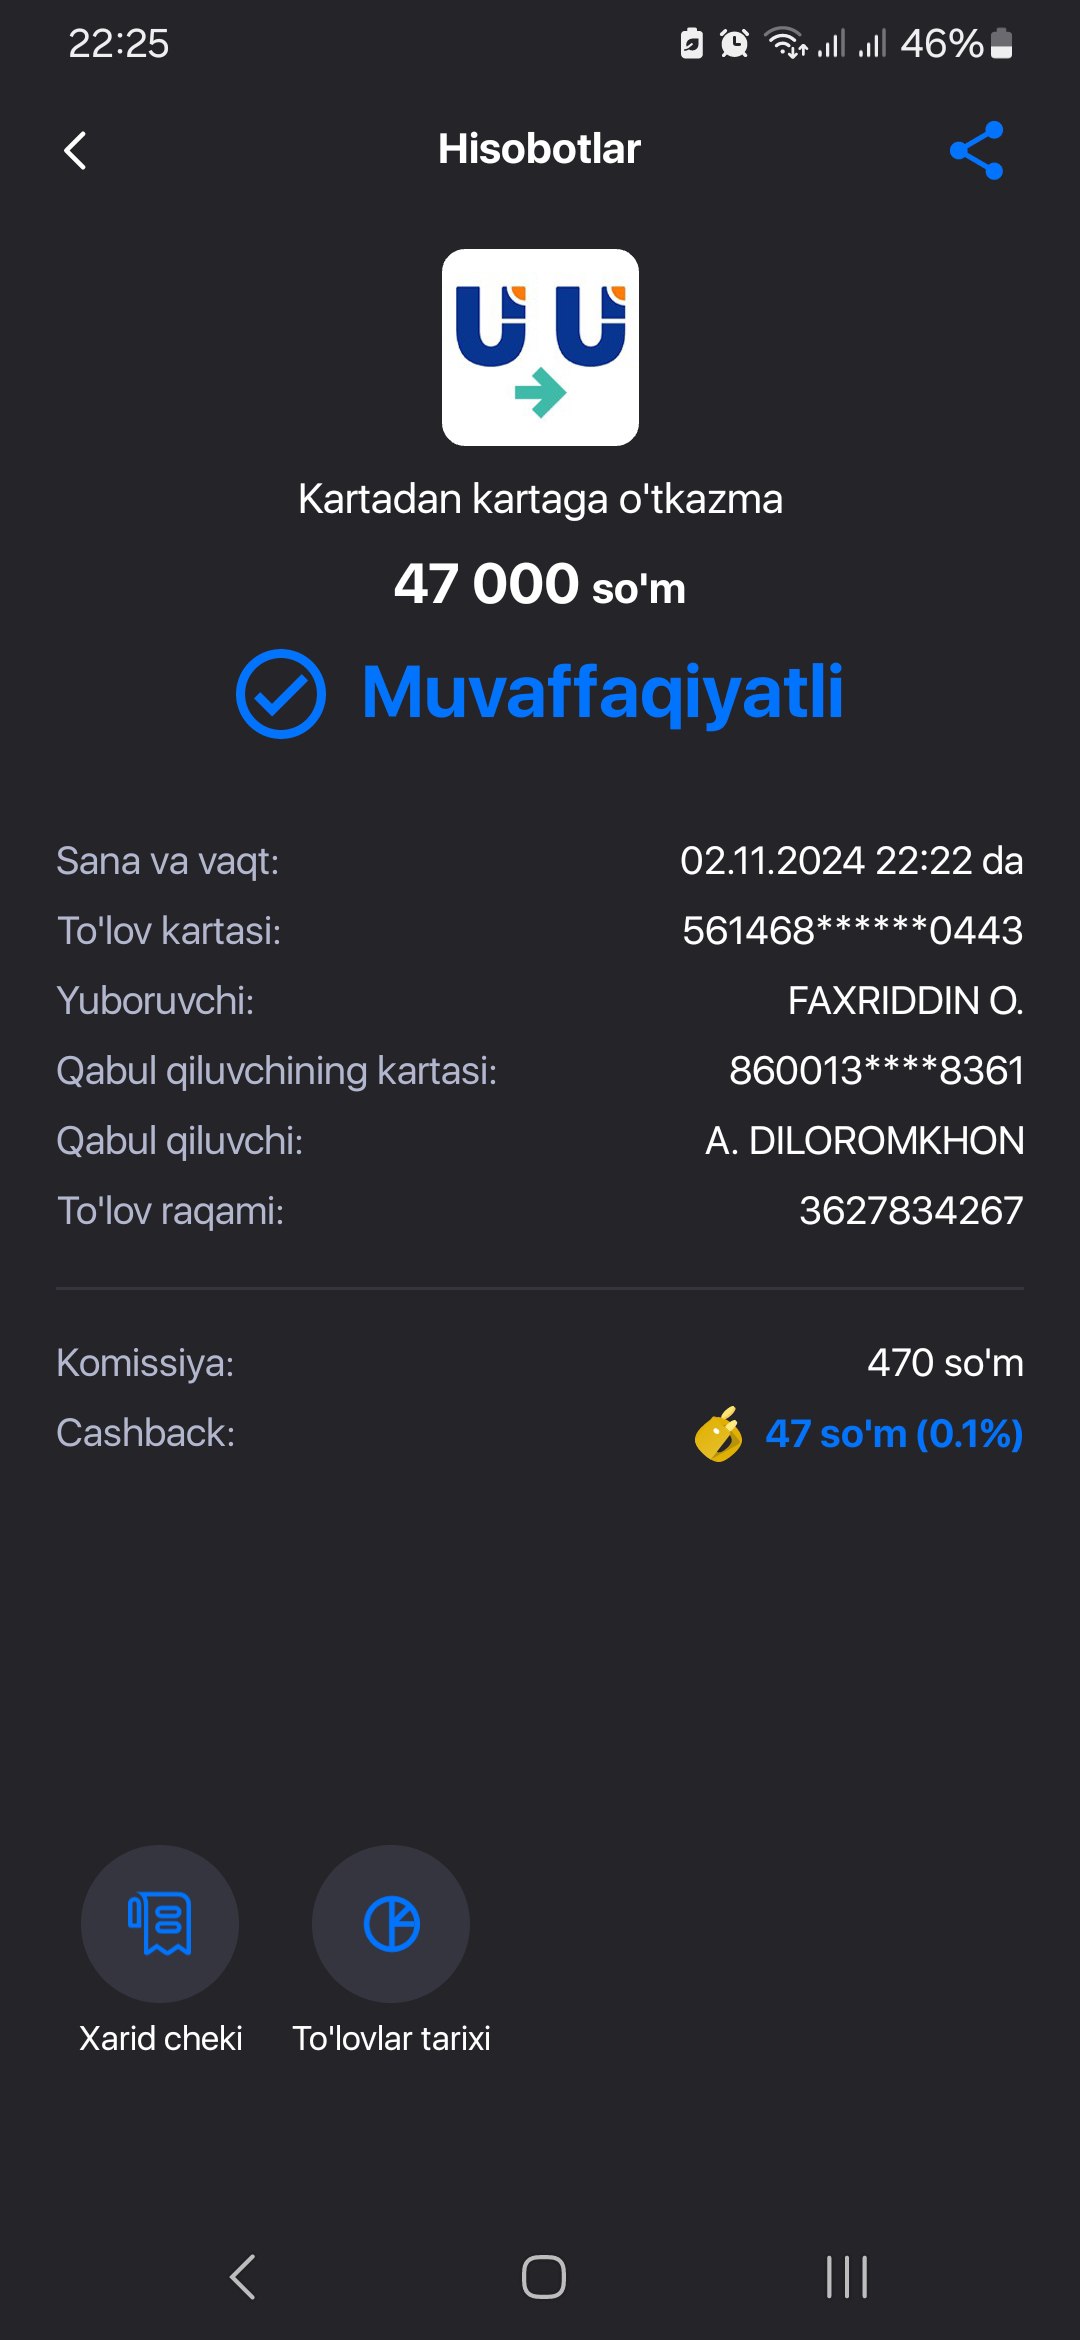 22:25
46%
Hisobotlar
U U
Kartadan kartaga o'tkazma
47 000 so'm
Muvaffaqiyatli
Sana va vaqt: 02.11.2024 22:22 da
To'lov kartasi: 561468******0443
Yuboruvchi: FAXRIDDIN O.
Qabul qiluvchining kartasi: 860013****8361
Qabul qiluvchi: A. DILOROMKHON
To'lov raqami: 3627834267
Komissiya: 470 so'm
Cashback: 47 so'm (0.1%)
Xarid cheki
To'lovlar tarixi